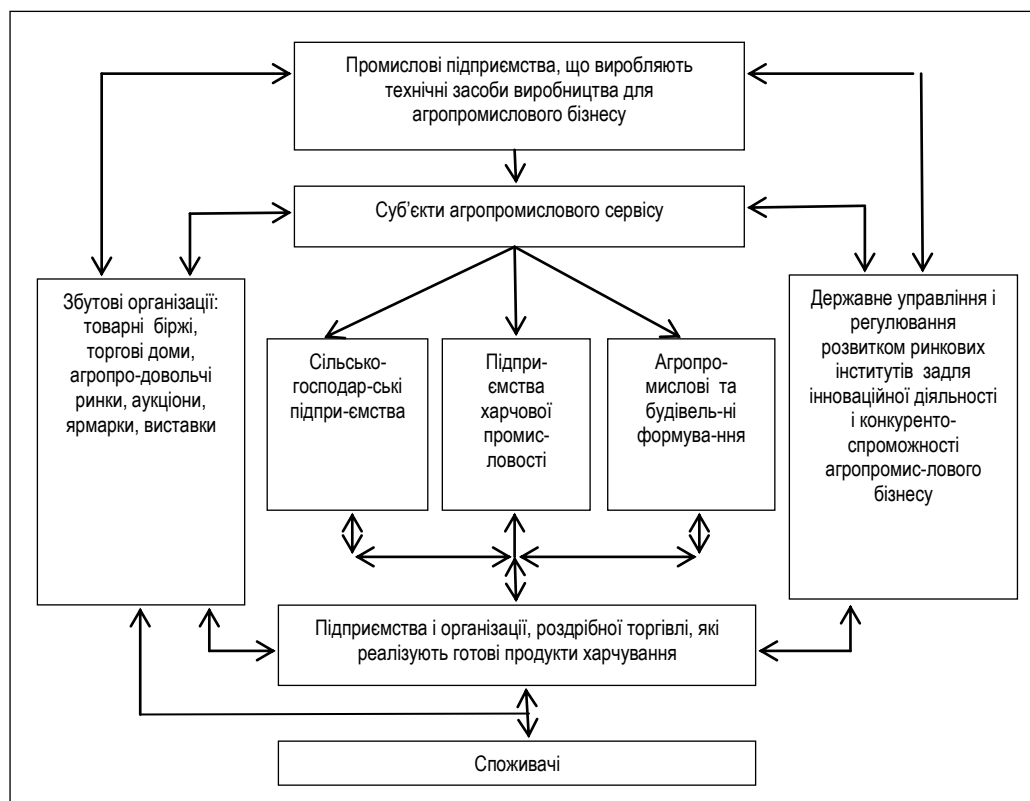 Промислові підприємства, що виробляють
технічні засоби виробництва для
агропромислового бізнесу
Суб’єкти агропромислового сервісу
Збутові організації:
товарні біржі,
торгові доми,
агропро-довольчі
ринки, аукціони,
ярмарки, виставки
Сільсько-
господар-ські
підпри-ємства
Підпри-
ємства
харчової
промис-
ловості
Агропро-
мислові та
будівель-ні
формува-ння
Державне управління і
регулювання
розвитком ринкових
інститутів задля
інноваційної діяльності
і конкуренто-
спроможності
агропромис-лового
бізнесу
Підприємства і організації, роздрібної торгівлі, які
реалізують готові продукти харчування
Споживачі